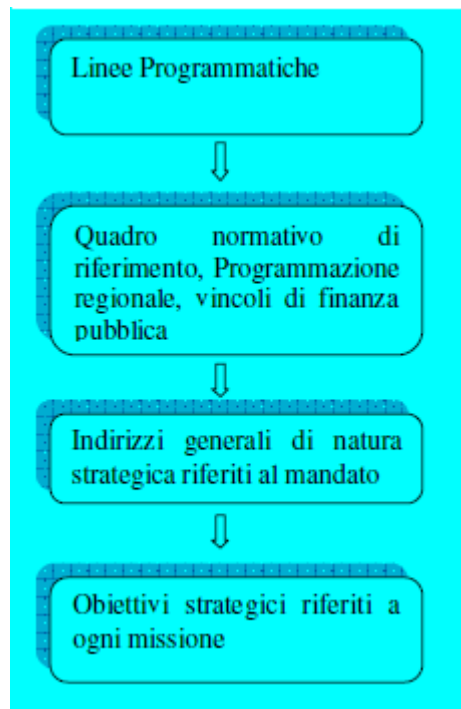 Linee Programmatiche
Quadro normativo di
riferimento, Programmazione
regionale, vincoli di finanza
pubblica
Indirizzi generali di natura
strategica riferiti al mandato
Obiettivi strategici riferiti a
ogni missione